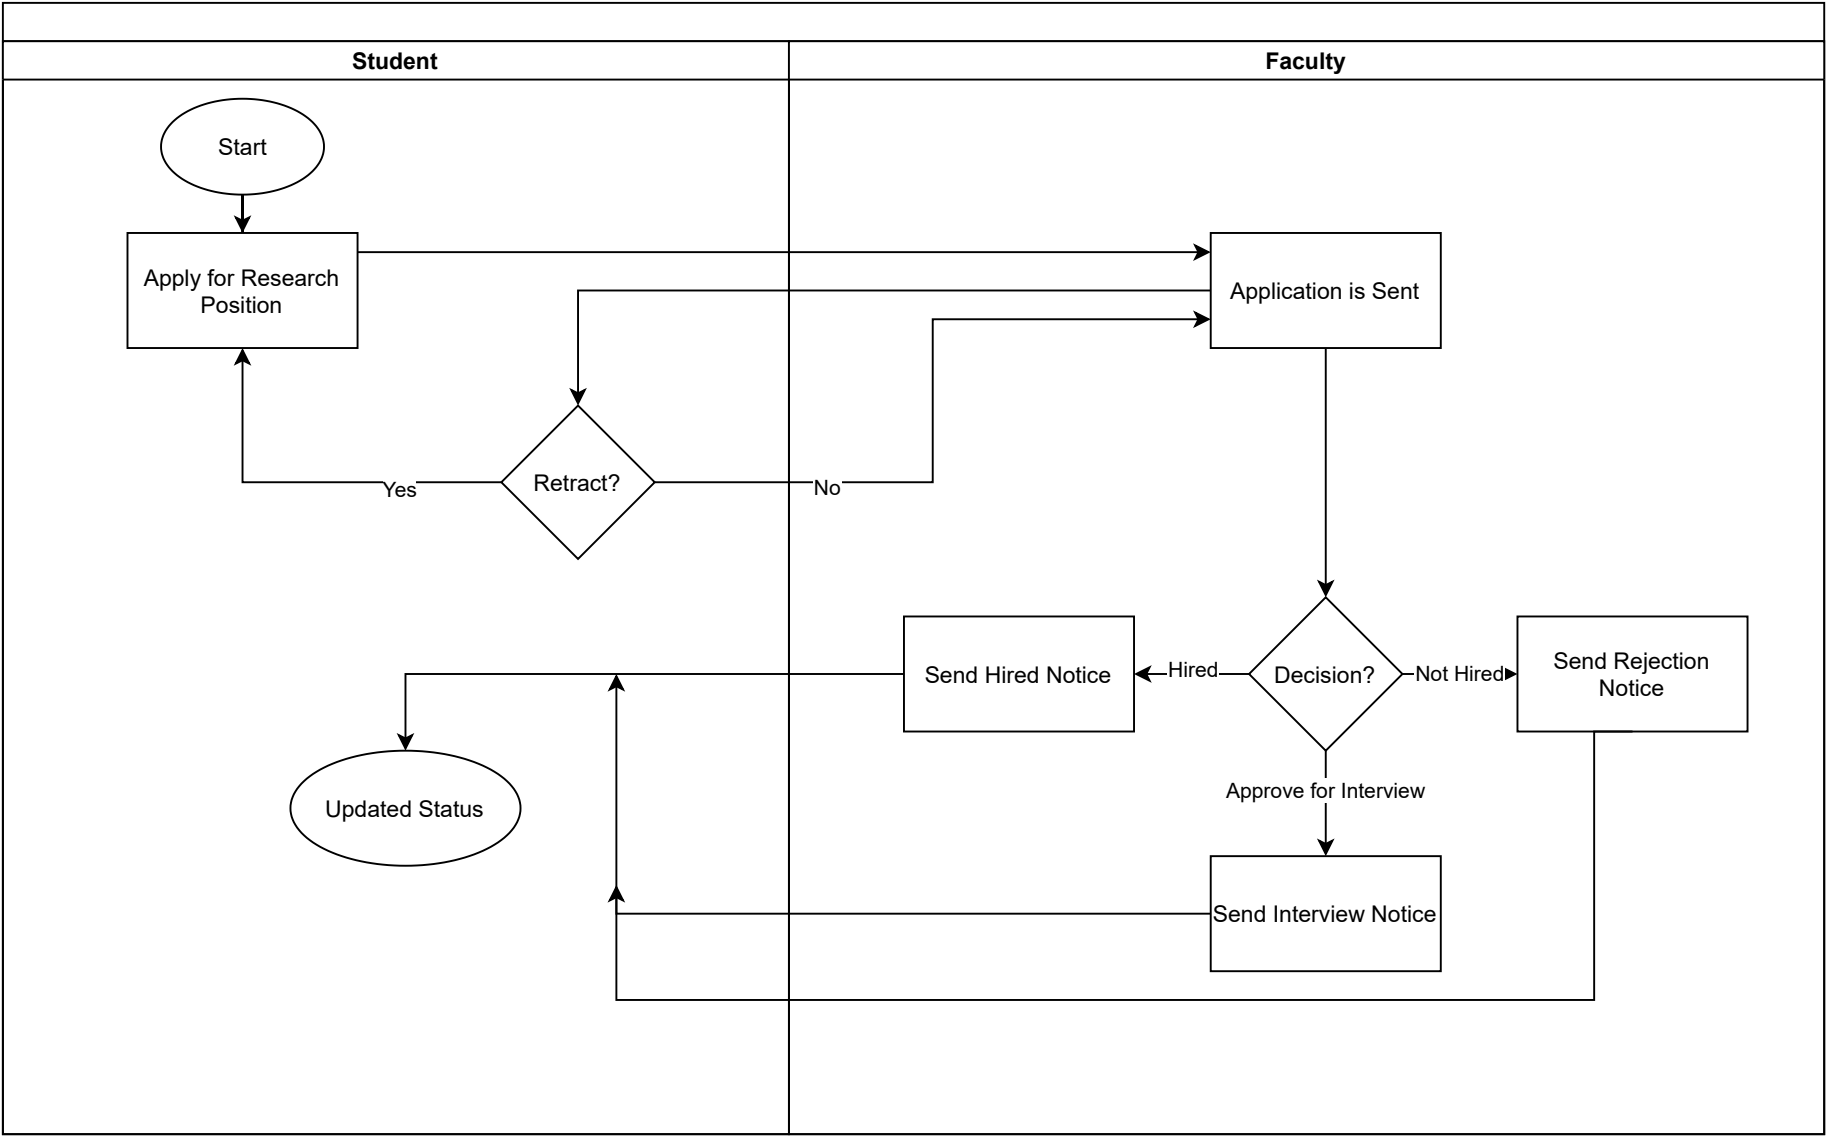 Student
Faculty
Start
Apply for Research
Position
Application is Sent
Retract?
Yes
No
Send Hired Notice
Hired
Decision?
Not Hired
Send Rejection
Notice
Approve for Interview
Updated Status
Send Interview Notice